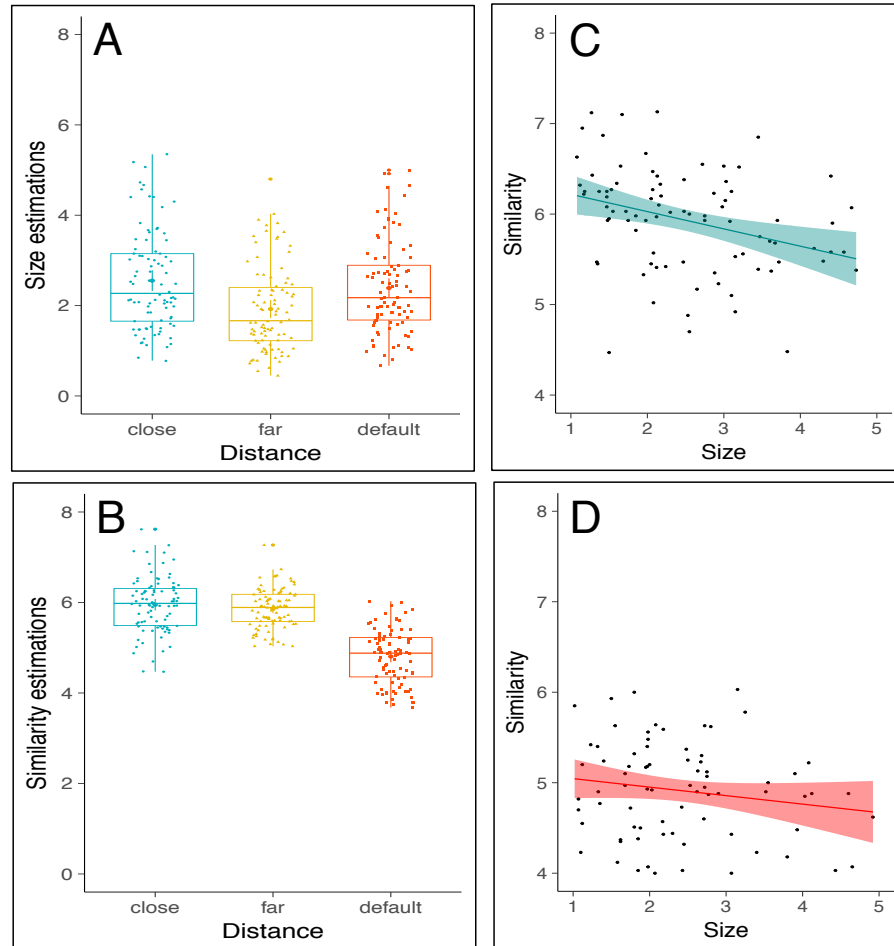 A
8
6
4
2
0
Size estimations
close far default
Distance
C
8
7
6
5
4
Similarity
1 2 3 4 5
Size
B
8
6
4
2
0
Similarity estimations
close far default
Distance
D
8
7
6
5
4
Similarity
1 2 3 4 5
Size